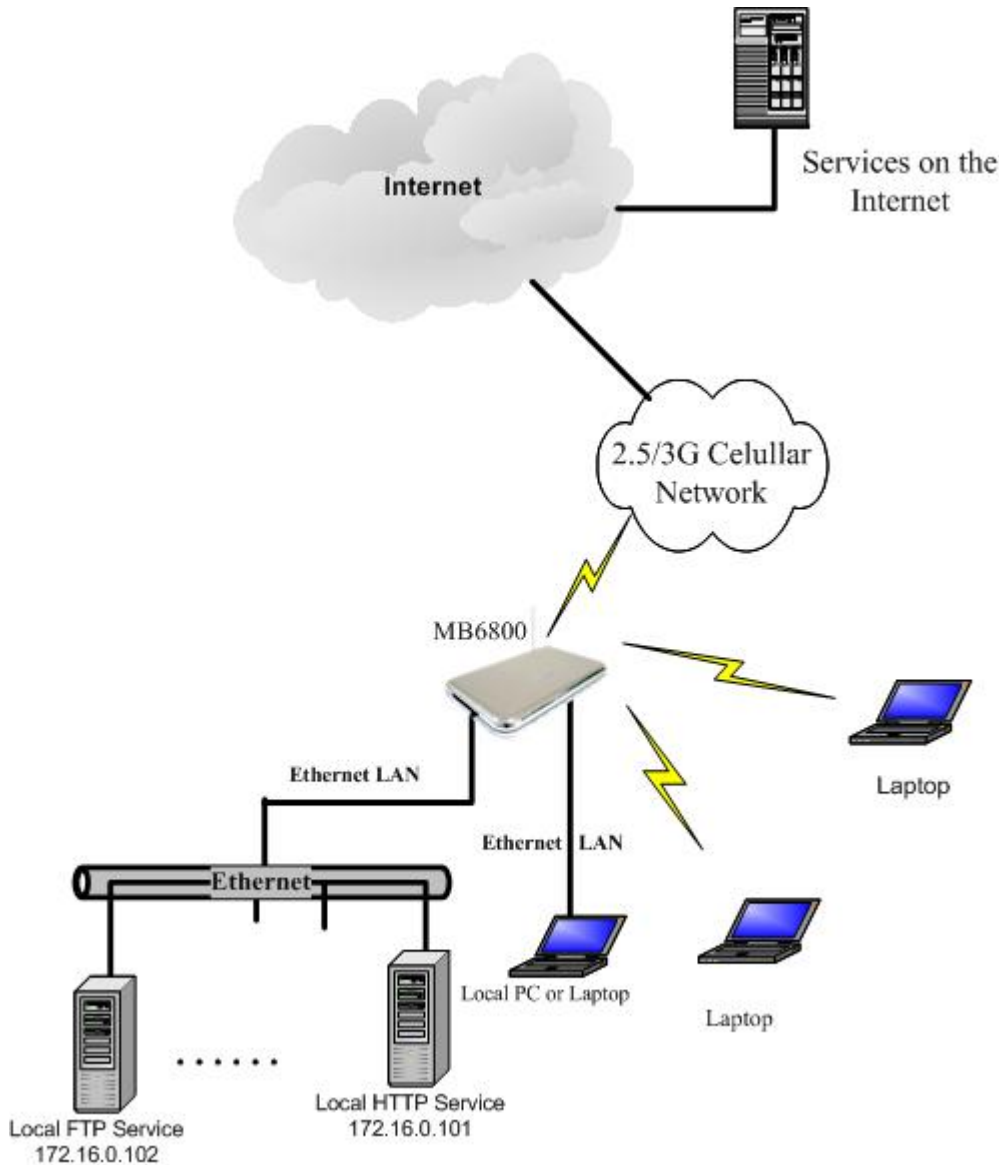 Internet
Services on the
Internet
2.5/3G Celullar
Network
MB6800
Ethernet LAN
Laptop
Ethernet LAN
Ethernet
Local PC or Laptop
Laptop
Local HTTP Service
172.16.0.101
Local FTP Service
172.16.0.102